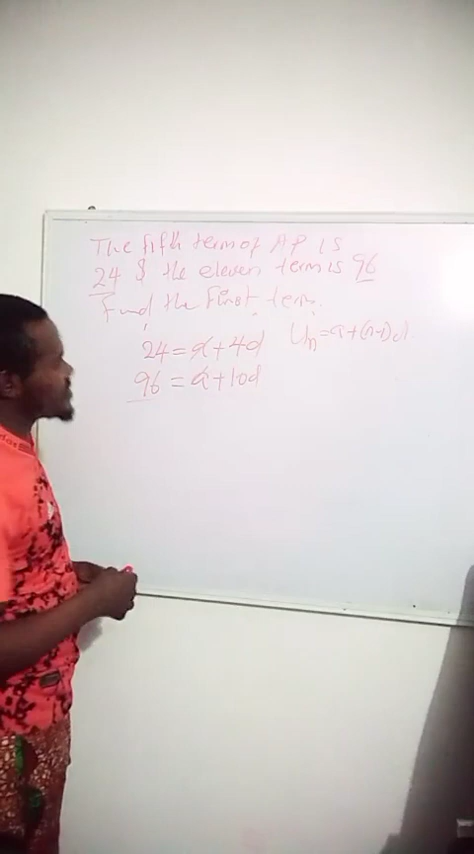 The fifth term of AP is
24 & the eleven term is 96
Find the First term.
Un=a+(n-1)d
24=a+4d
96=a+10d